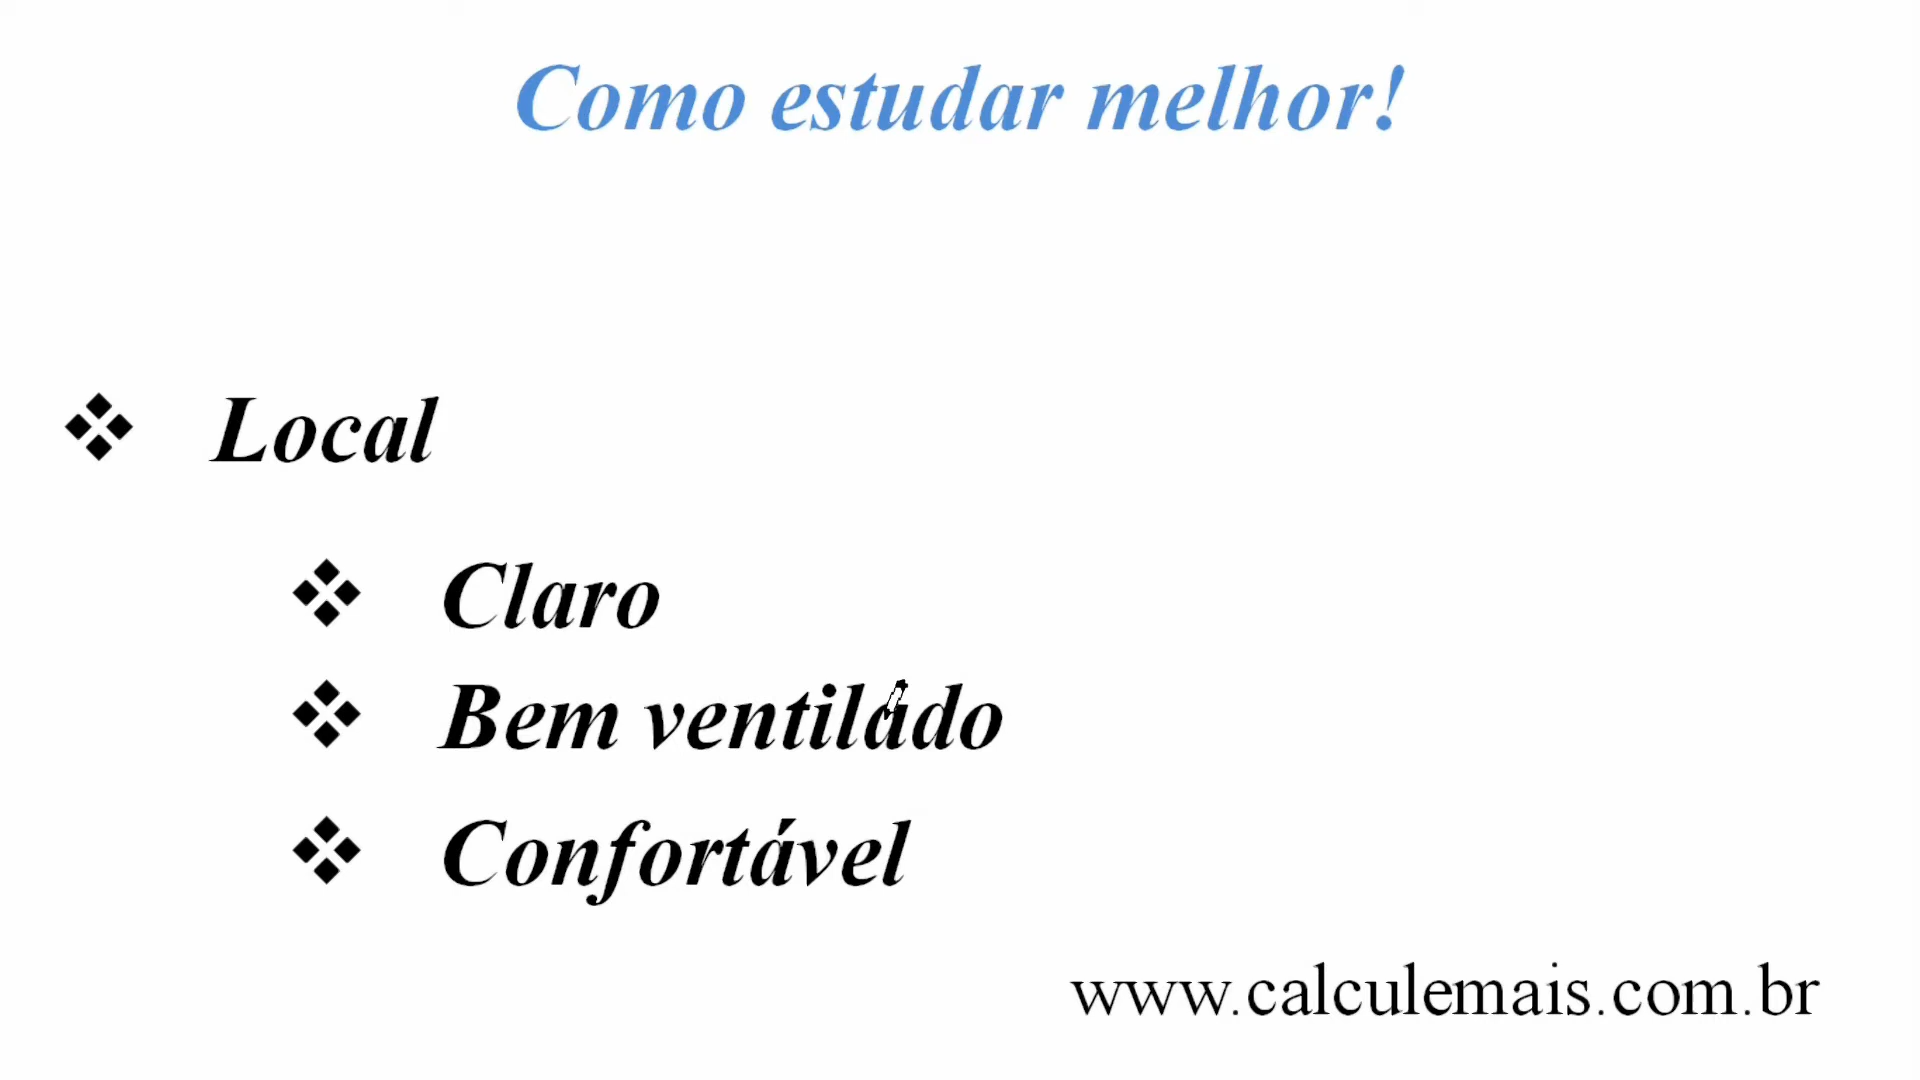 Como estudar melhor!
Local
Claro
Bem ventilado
Confortável
www.calculemais.com.br